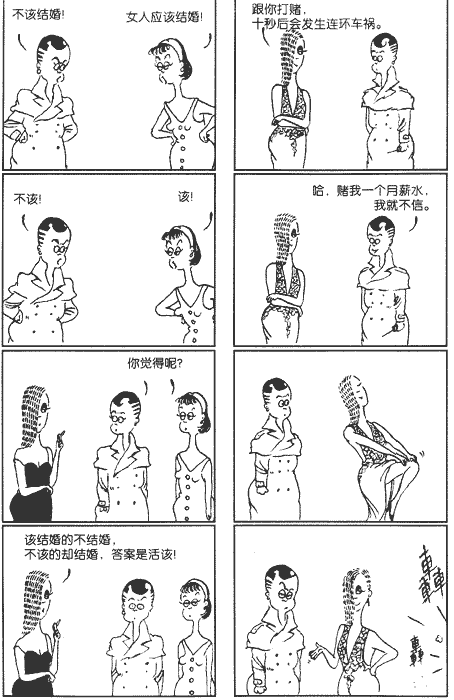 不该结婚!
女人应该结婚!
不该!
该!
你觉得呢?
该结婚的不结婚，
不该的却结婚，答案是活该!
跟你打赌，
十秒后会发生连环车祸。
哈，赌我一个月薪水，
我就不信。
轟
轟